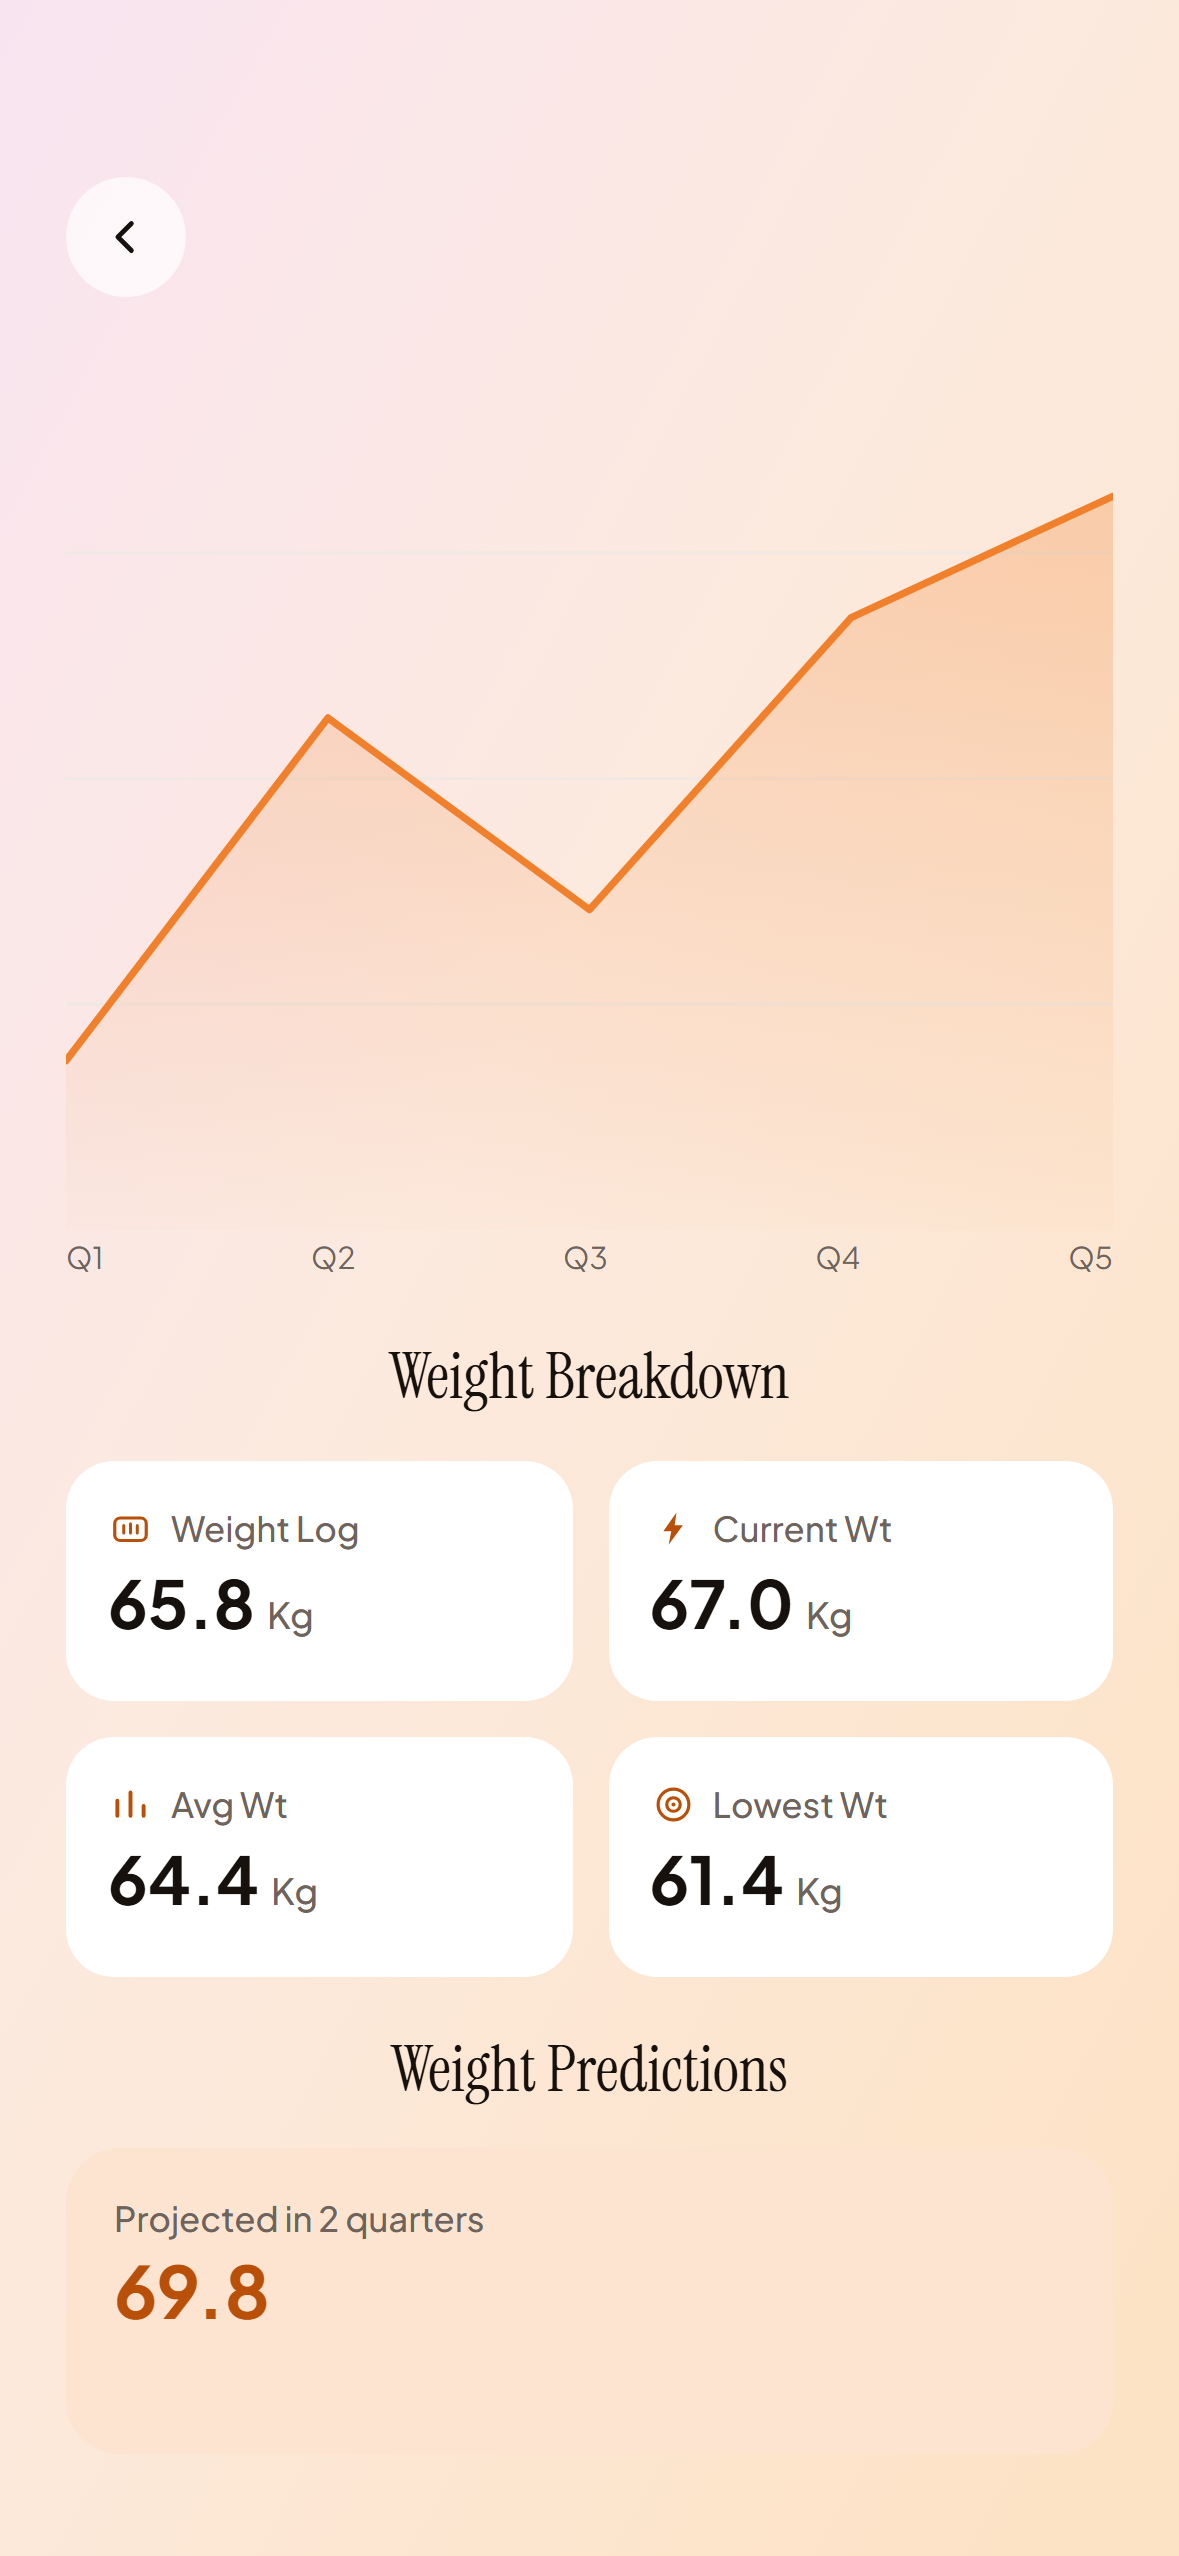 Q1 Q2 Q3 Q4 Q5
Weight Breakdown
Weight Log
65.8 Kg
Current Wt
67.0 Kg
Avg Wt
64.4 Kg
Lowest Wt
61.4 Kg
Weight Predictions
Projected in 2 quarters
69.8